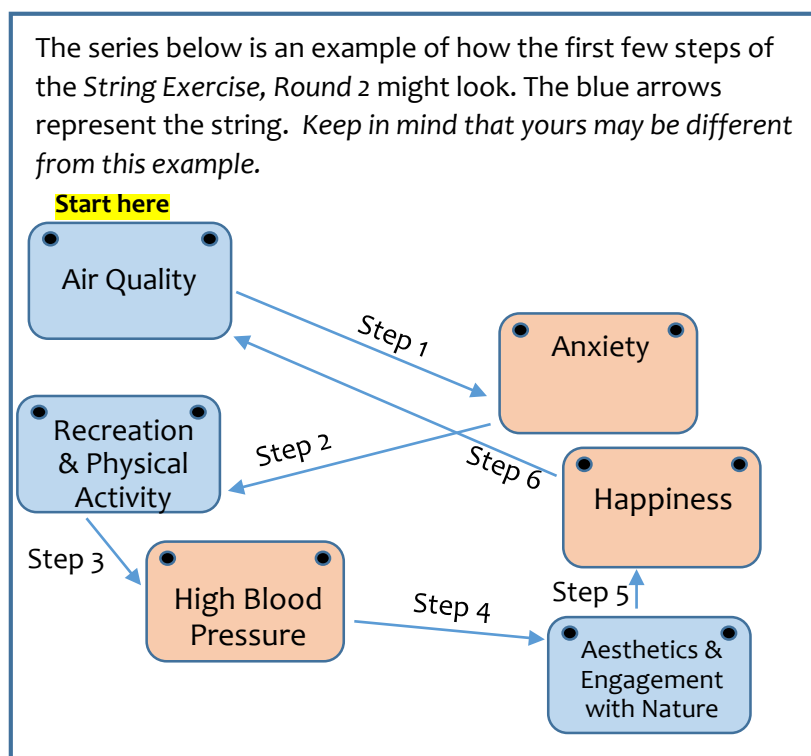 The series below is an example of how the first few steps of
the String Exercise, Round 2 might look. The blue arrows
represent the string.  Keep in mind that yours may be different
from this example.
Start here
Air Quality
Step 1
Anxiety
Recreation
& Physical
Activity
Step 2
Step 6
Happiness
Step 3
High Blood
Pressure
Step 4
Step 5
Aesthetics &
Engagement
with Nature